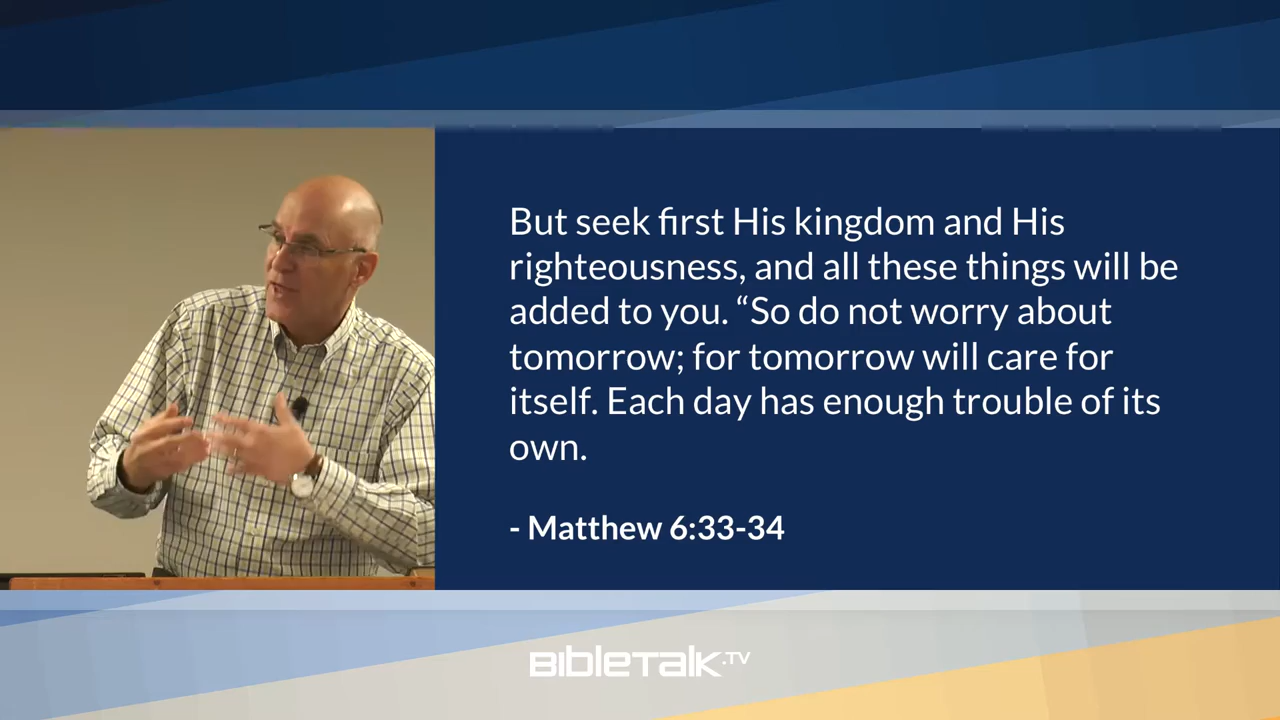 But seek first His kingdom and His
righteousness, and all these things will be
added to you. “So do not worry about
tomorrow; for tomorrow will care for
itself. Each day has enough trouble of its
own.
- Matthew 6:33-34
BiBLETALK.TV